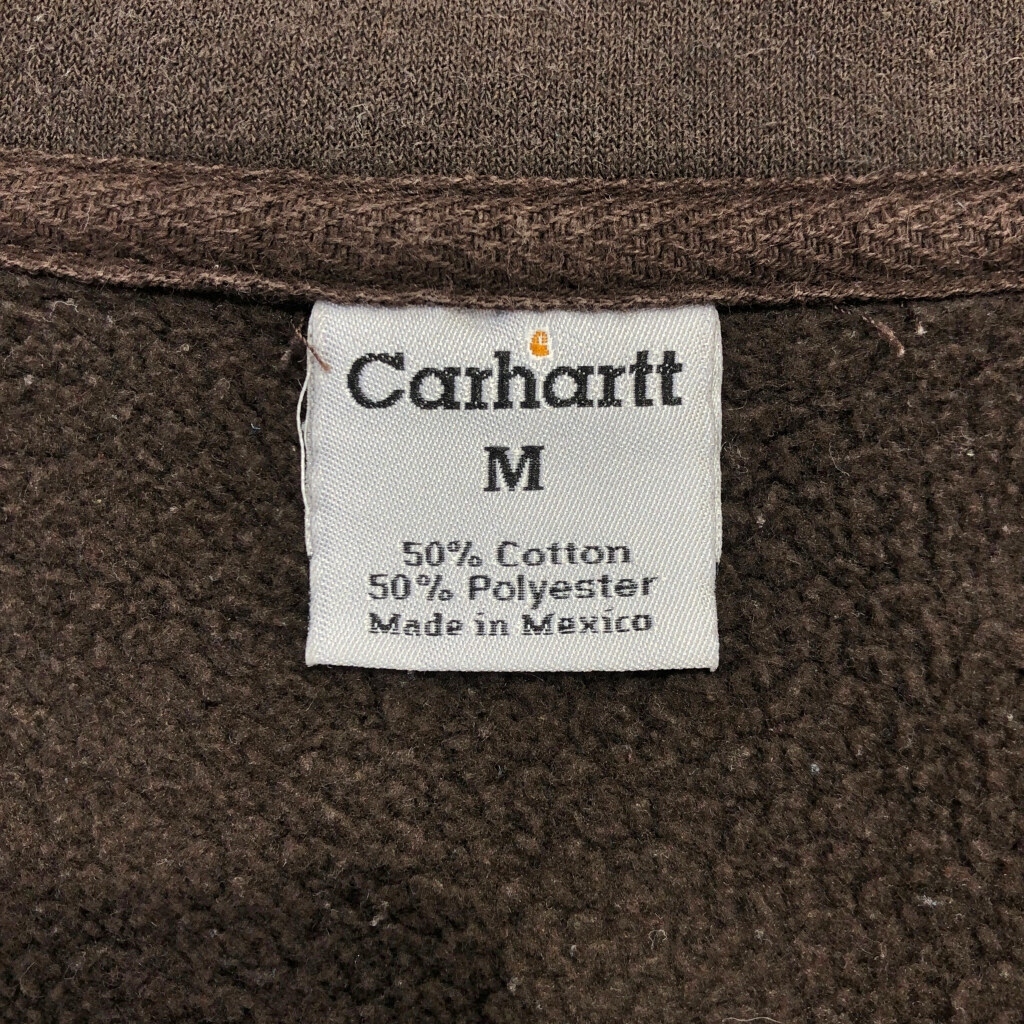 Carhartt
M
50% Cotton
50% Polyester
Made in Mexico